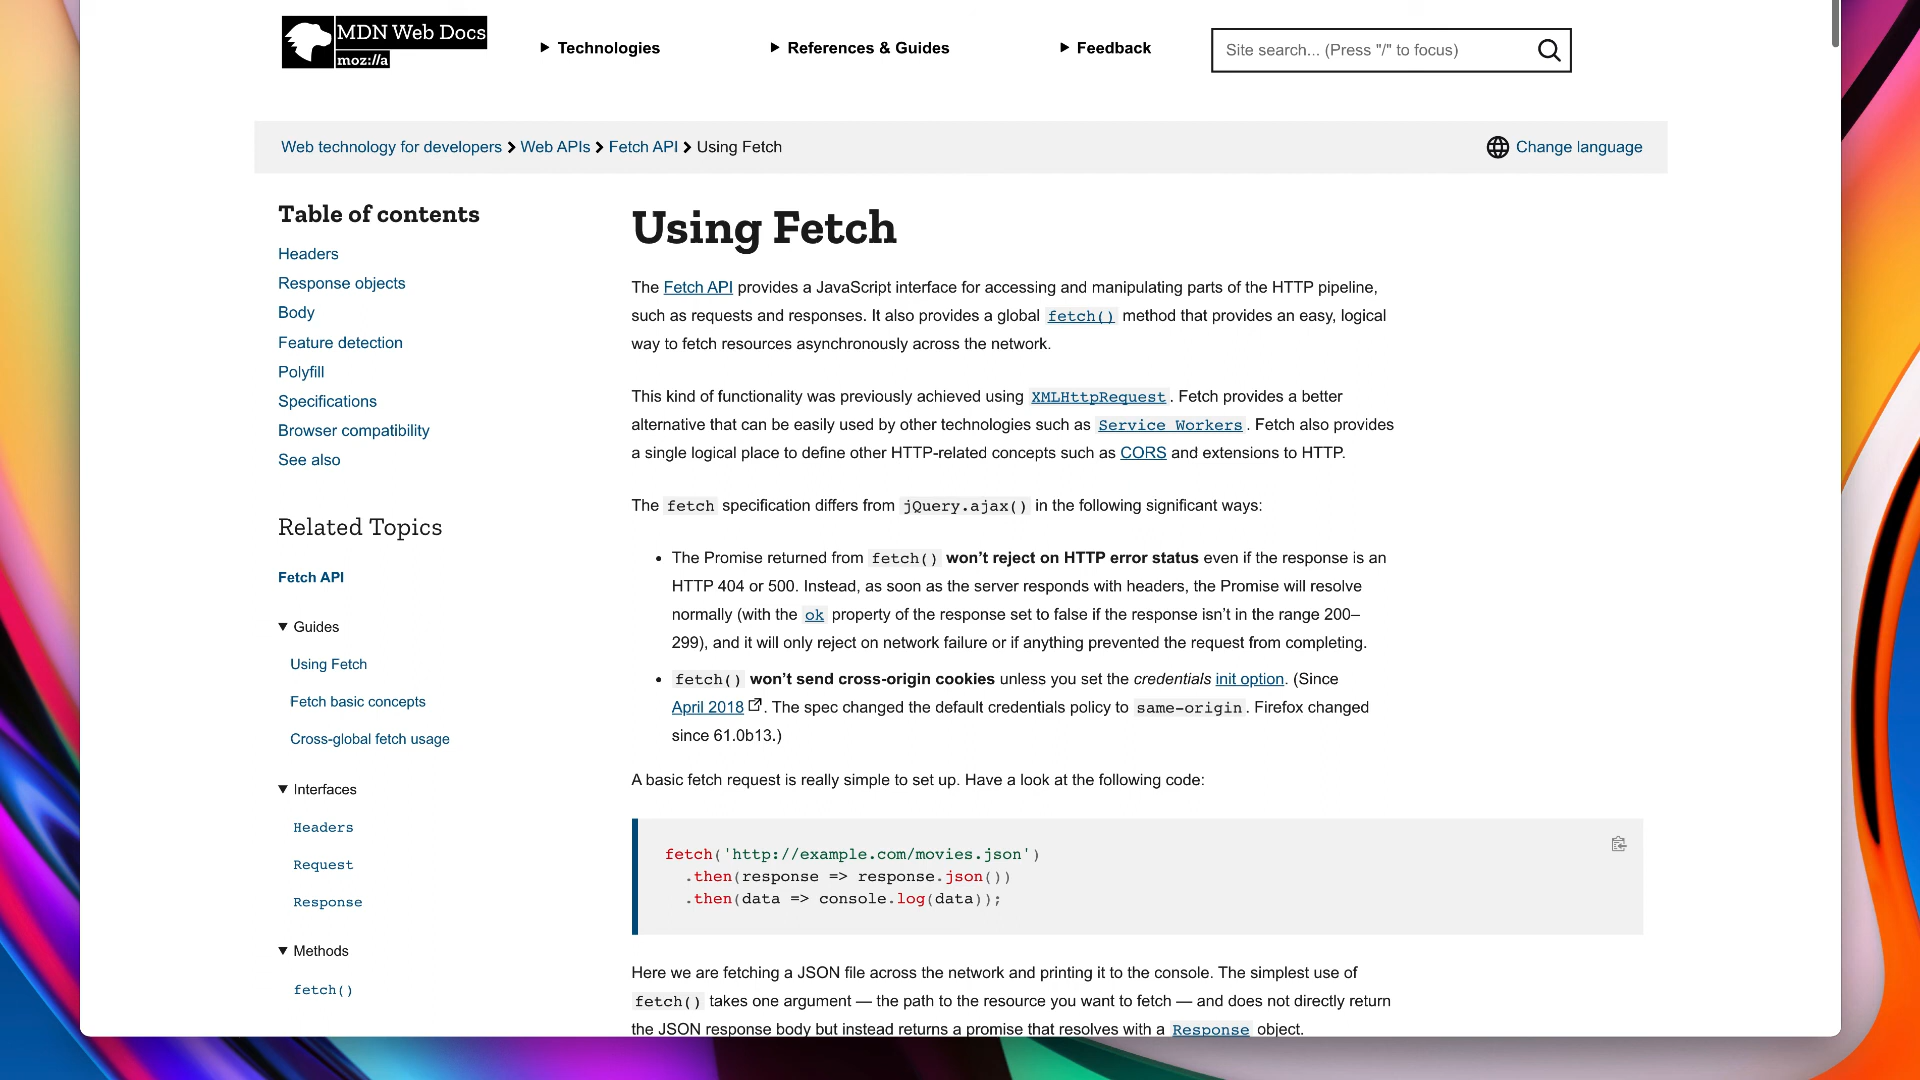 MDN Web Docs
moz://a
Technologies
References & Guides
Feedback
Site search... (Press "/" to focus)
Web technology for developers > Web APIs > Fetch API > Using Fetch
Change language
Table of contents
Headers
Response objects
Body
Feature detection
Polyfill
Specifications
Browser compatibility
See also
Related Topics
Fetch API
Guides
Using Fetch
Fetch basic concepts
Cross-global fetch usage
Interfaces
Headers
Request
Response
Methods
fetch()
Using Fetch
The Fetch API provides a JavaScript interface for accessing and manipulating parts of the HTTP pipeline,
such as requests and responses. It also provides a global fetch() method that provides an easy, logical
way to fetch resources asynchronously across the network.
This kind of functionality was previously achieved using XMLHttpRequest. Fetch provides a better
alternative that can be easily used by other technologies such as Service Workers. Fetch also provides
a single logical place to define other HTTP-related concepts such as CORS and extensions to HTTP.
The fetch specification differs from jQuery.ajax() in the following significant ways:
• The Promise returned from fetch() won’t reject on HTTP error status even if the response is an
HTTP 404 or 500. Instead, as soon as the server responds with headers, the Promise will resolve
normally (with the ok property of the response set to false if the response isn’t in the range 200–
299), and it will only reject on network failure or if anything prevented the request from completing.
• fetch() won’t send cross-origin cookies unless you set the credentials init option. (Since
April 2018. The spec changed the default credentials policy to same-origin. Firefox changed
since 61.0b13.)
A basic fetch request is really simple to set up. Have a look at the following code:
fetch('http://example.com/movies.json')
.then(response => response.json())
.then(data => console.log(data));
Here we are fetching a JSON file across the network and printing it to the console. The simplest use of
fetch() takes one argument — the path to the resource you want to fetch — and does not directly return
the JSON response body but instead returns a promise that resolves with a Response object.